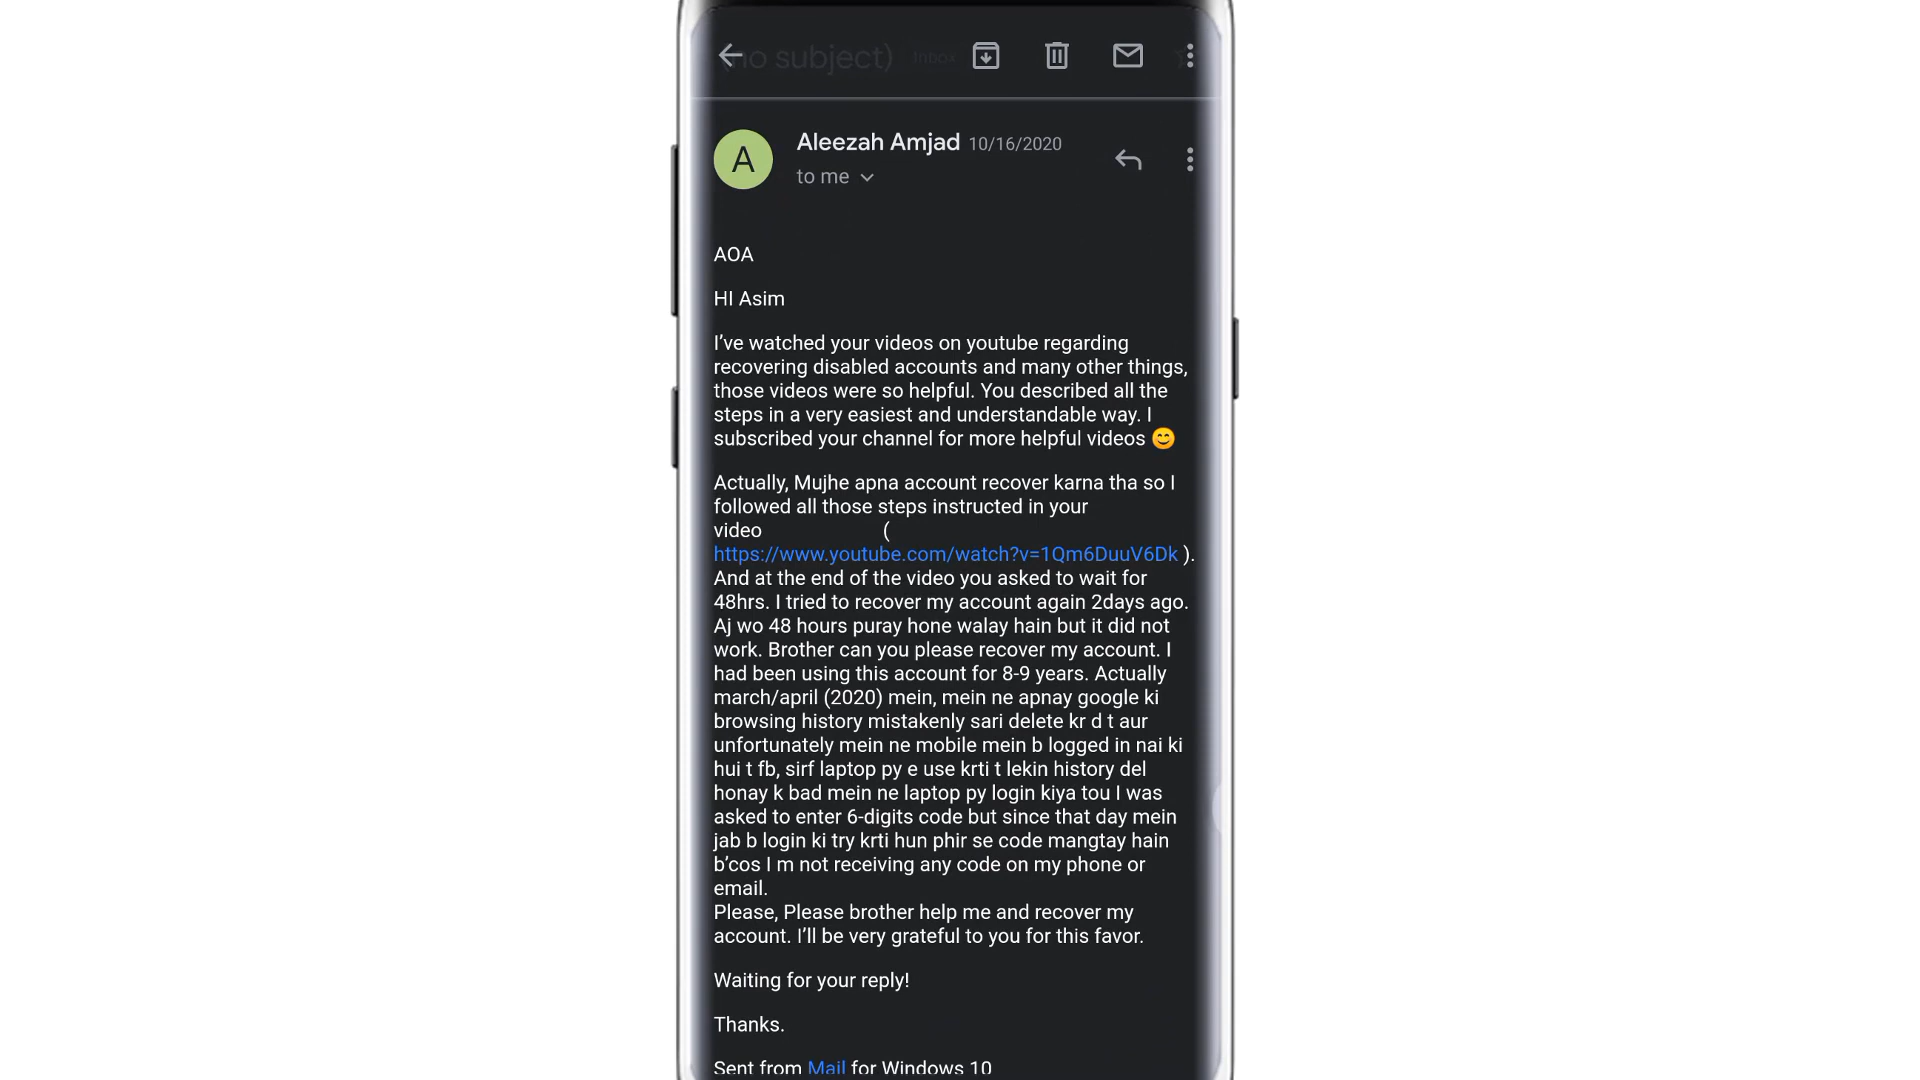 (no subject) Inbox
Aleezah Amjad 10/16/2020
A
to me
AOA
HI Asim
I’ve watched your videos on youtube regarding
recovering disabled accounts and many other things,
those videos were so helpful. You described all the
steps in a very easiest and understandable way. I
subscribed your channel for more helpful videos 😊
Actually, Mujhe apna account recover karna tha so I
followed all those steps instructed in your
video (
https://www.youtube.com/watch?v=1Qm6DuuV6Dk ).
And at the end of the video you asked to wait for
48hrs. I tried to recover my account again 2days ago.
Aj wo 48 hours puray hone walay hain but it did not
work. Brother can you please recover my account. I
had been using this account for 8-9 years. Actually
march/april (2020) mein, mein ne apnay google ki
browsing history mistakenly sari delete kr d t aur
unfortunately mein ne mobile mein b logged in nai ki
hui t fb, sirf laptop py e use krti t lekin history del
honay k bad mein ne laptop py login kiya tou I was
asked to enter 6-digits code but since that day mein
jab b login ki try krti hun phir se code mangtay hain
b’cos I m not receiving any code on my phone or
email.
Please, Please brother help me and recover my
account. I’ll be very grateful to you for this favor.
Waiting for your reply!
Thanks.
Sent from Mail for Windows 10